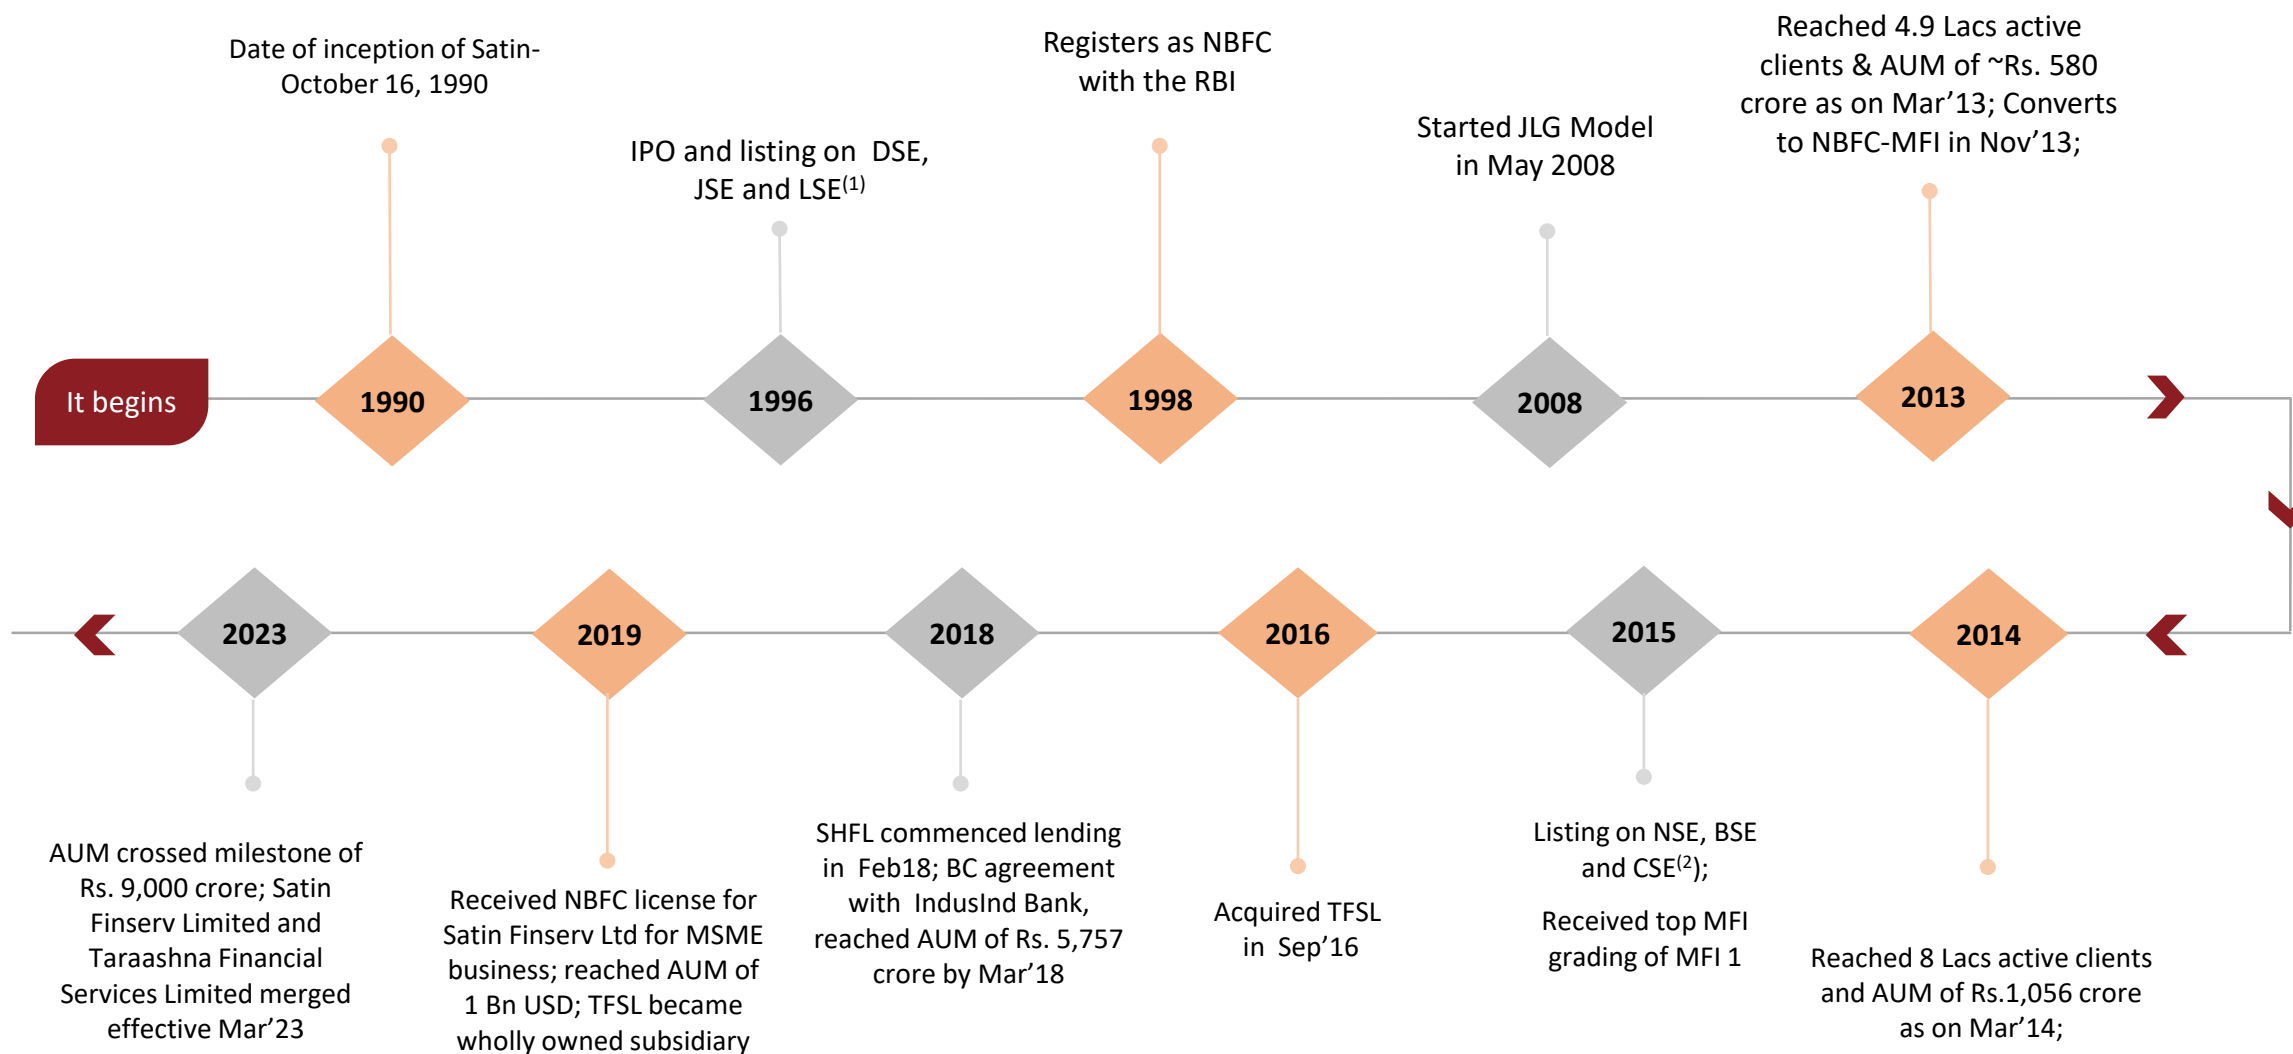 Date of inception of Satin-
October 16, 1990
IPO and listing on  DSE,
JSE and LSE(1)
Registers as NBFC
with the RBI
Started JLG Model
in May 2008
Reached 4.9 Lacs active
clients & AUM of ~Rs. 580
crore as on Mar’13; Converts
to NBFC-MFI in Nov’13;
It begins
1990
1996
1998
2008
2013
2023
2019
2018
2016
2015
2014
AUM crossed milestone of
Rs. 9,000 crore; Satin
Finserv Limited and
Taraashna Financial
Services Limited merged
effective Mar’23
Received NBFC license for
Satin Finserv Ltd for MSME
business; reached AUM of
1 Bn USD; TFSL became
wholly owned subsidiary
SHFL commenced lending
in  Feb18; BC agreement
with  IndusInd Bank,
reached AUM of Rs. 5,757
crore by Mar’18
Acquired TFSL
in  Sep’16
Listing on NSE, BSE
and CSE(2);
Received top MFI
grading of MFI 1
Reached 8 Lacs active clients
and AUM of Rs.1,056 crore
as on Mar’14;